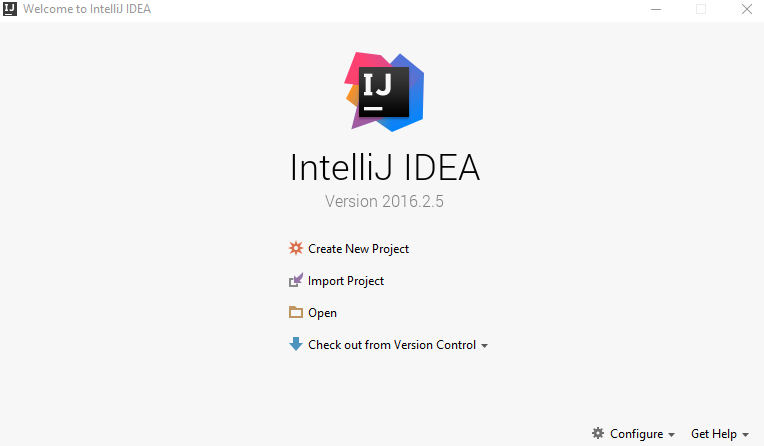 IJ Welcome to IntelliJ IDEA
IJ
IntelliJ IDEA
Version 2016.2.5
Create New Project
Import Project
Open
Check out from Version Control
Configure
Get Help